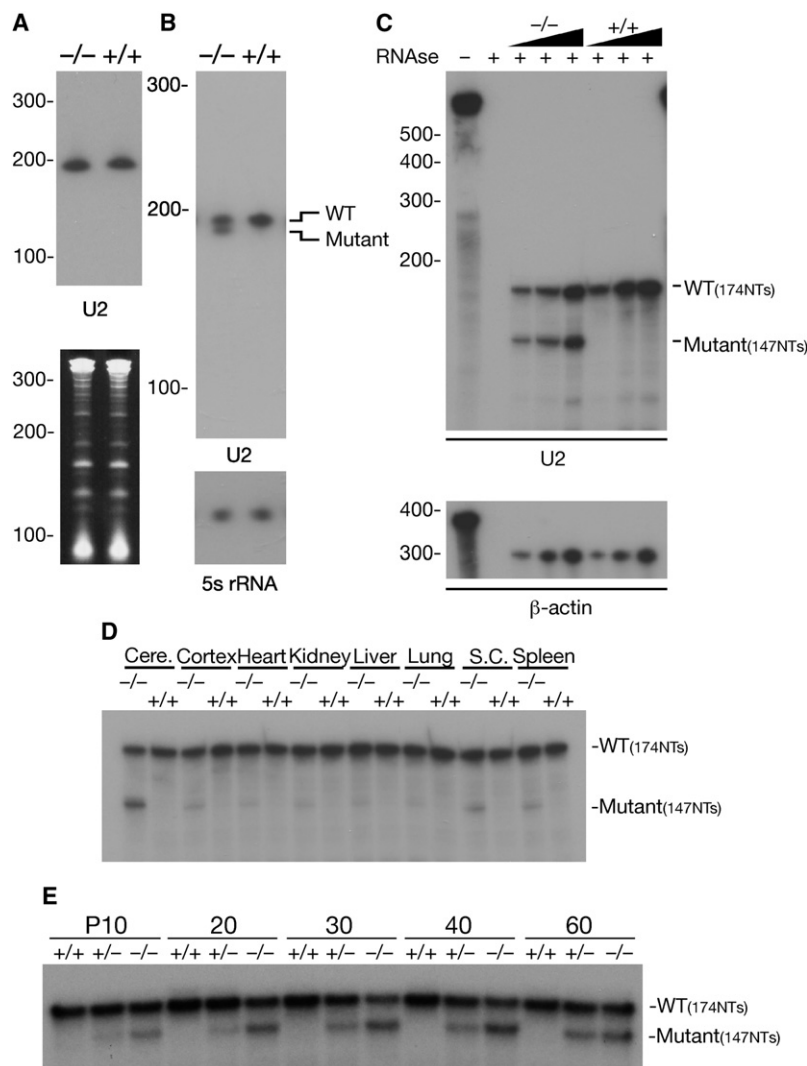 A
B
C
−/− +/+
300-
200-
100-
U2
300-
200-
100-
−/− +/+
300-
200-
100-
WT
Mutant
U2
5s rRNA
−/− +/+
RNAse − + + + + + + +
500-
400-
300-
200-
WT(174NTs)
Mutant(147NTs)
U2
400-
300-
β-actin
D
Cere. Cortex Heart Kidney Liver Lung S.C. Spleen
−/− −/− −/− −/− −/− −/− −/− −/−
+/+ +/+ +/+ +/+ +/+ +/+ +/+ +/+
-WT(174NTs)
-Mutant(147NTs)
E
P10 20 30 40 60
+/+ +/− −/− +/+ +/− −/− +/+ +/− −/− +/+ +/− −/− +/+ +/− −/−
-WT(174NTs)
-Mutant(147NTs)